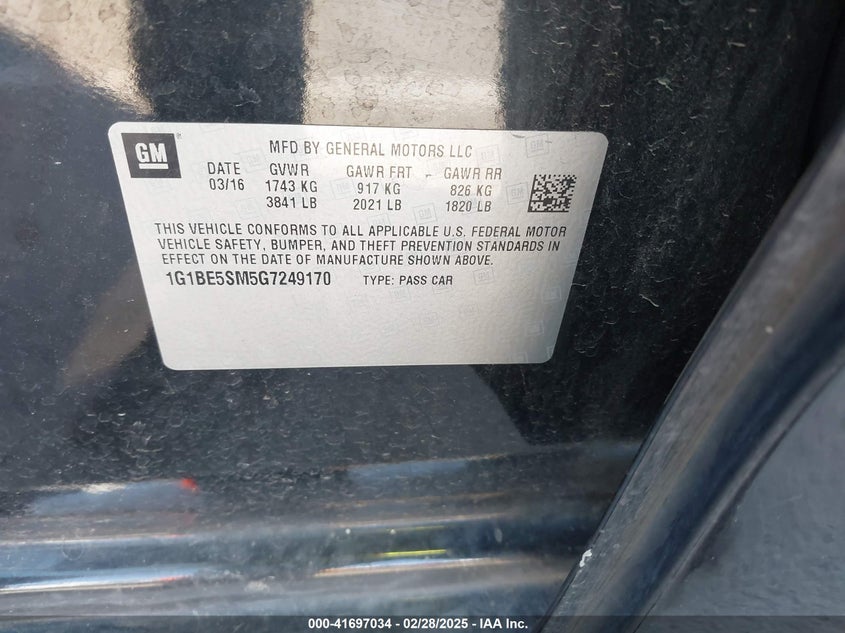 GM
MFD BY GENERAL MOTORS LLC
DATE GVWR GAWR FRT GAWR RR
03/16 1743 KG 917 KG 826 KG
3841 LB 2021 LB 1820 LB
THIS VEHICLE CONFORMS TO ALL APPLICABLE U.S. FEDERAL MOTOR
VEHICLE SAFETY, BUMPER, AND THEFT PREVENTION STANDARDS IN
EFFECT ON THE DATE OF MANUFACTURE SHOWN ABOVE.
1G1BE5SM5G7249170 TYPE: PASS CAR
000-41697034 / 02/28/2025 - IAA Inc.